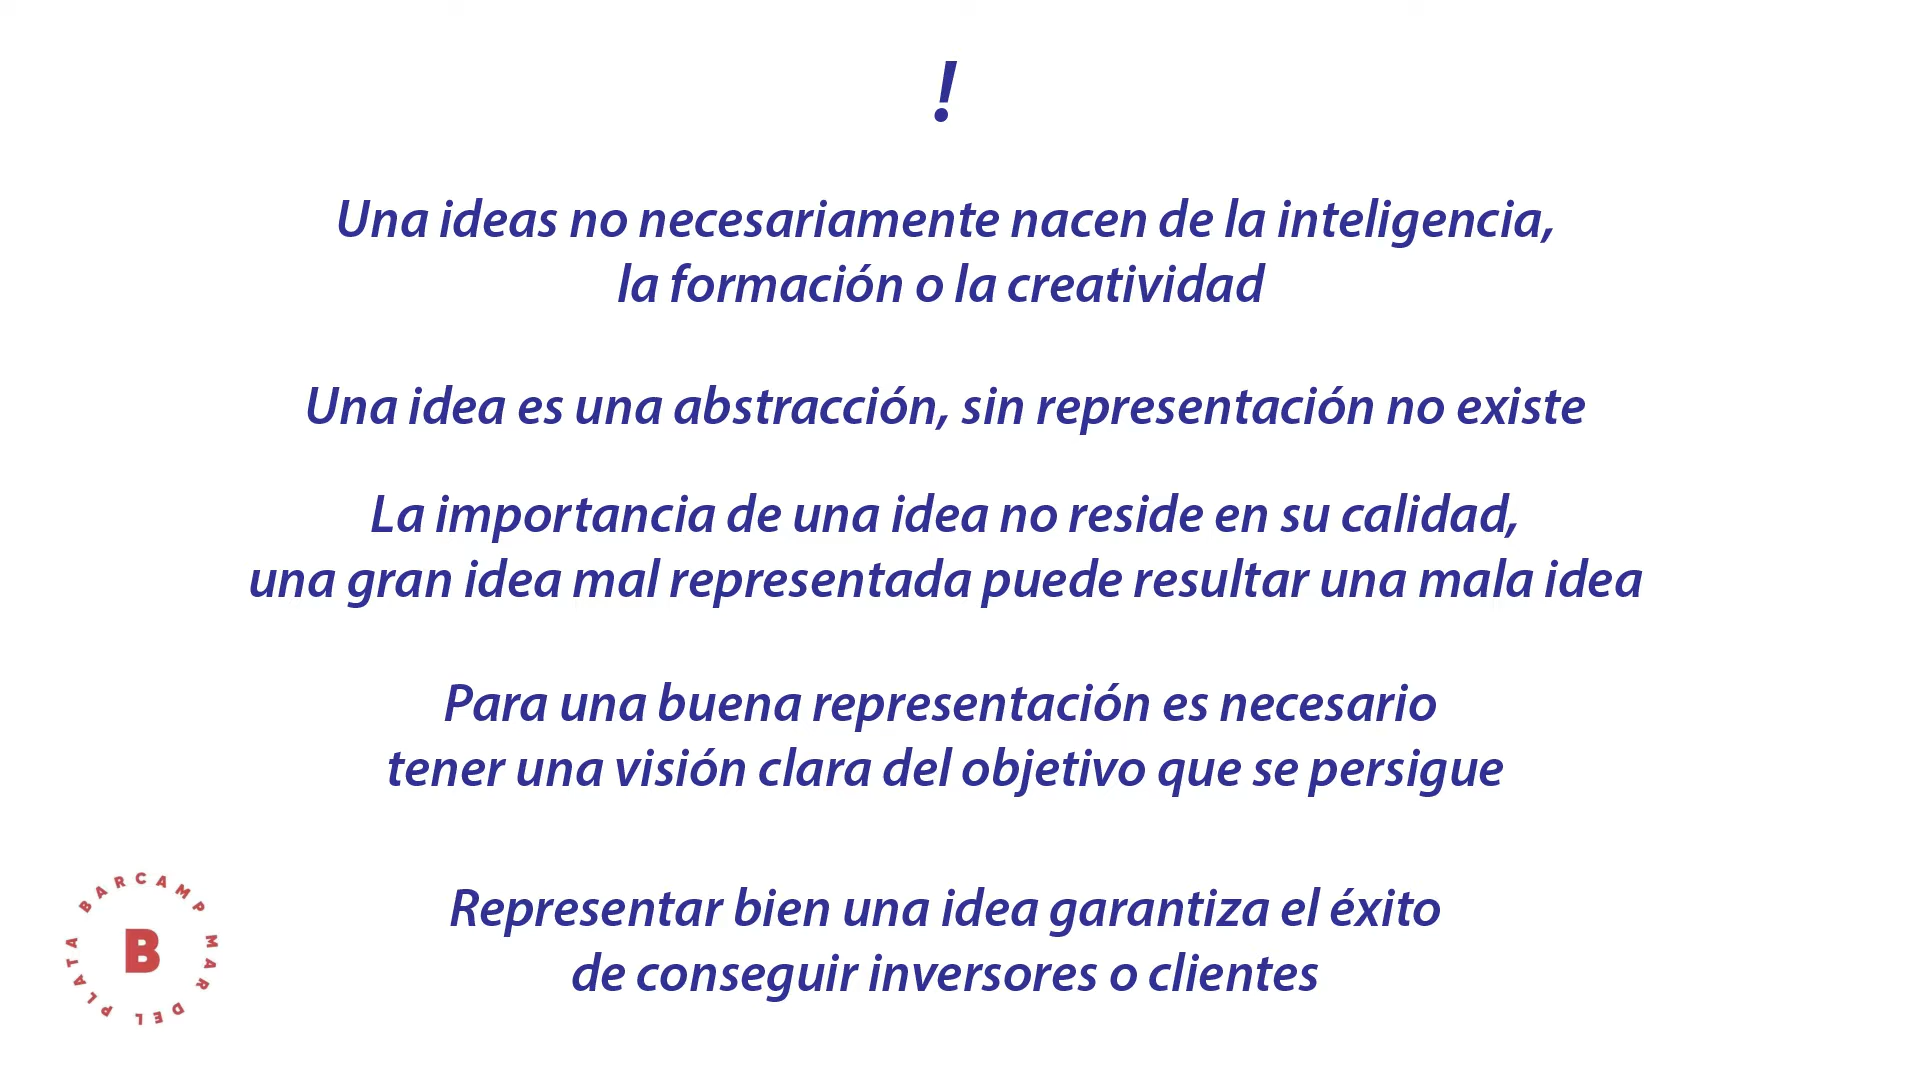 !
Una ideas no necesariamente nacen de la inteligencia,
la formación o la creatividad
Una idea es una abstracción, sin representación no existe
La importancia de una idea no reside en su calidad,
una gran idea mal representada puede resultar una mala idea
Para una buena representación es necesario
tener una visión clara del objetivo que se persigue
Representar bien una idea garantiza el éxito
de conseguir inversores o clientes
BARCAMP MAR DEL PLATA
B